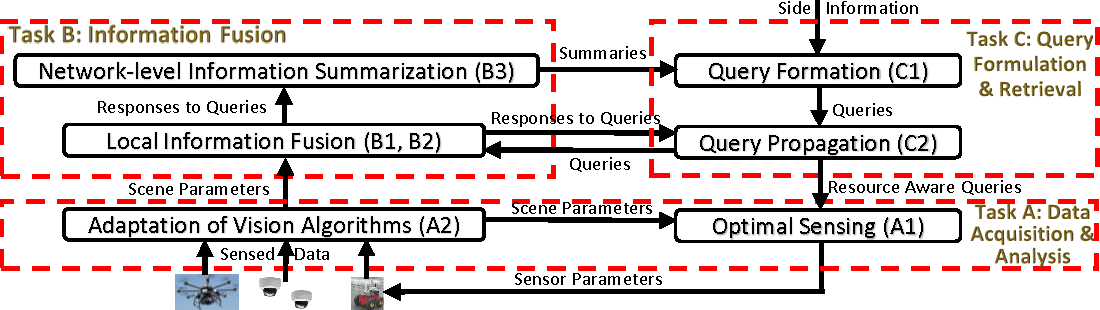 Side Information
Task B: Information Fusion
Summaries
Task C: Query
Formulation
& Retrieval
Network-level Information Summarization (B3)
Query Formation (C1)
Responses to Queries
Queries
Local Information Fusion (B1, B2)
Responses to Queries
Query Propagation (C2)
Queries
Scene Parameters
Resource Aware Queries
Adaptation of Vision Algorithms (A2)
Scene Parameters
Optimal Sensing (A1)
Task A: Data
Acquisition &
Analysis
Sensed Data
Sensor Parameters